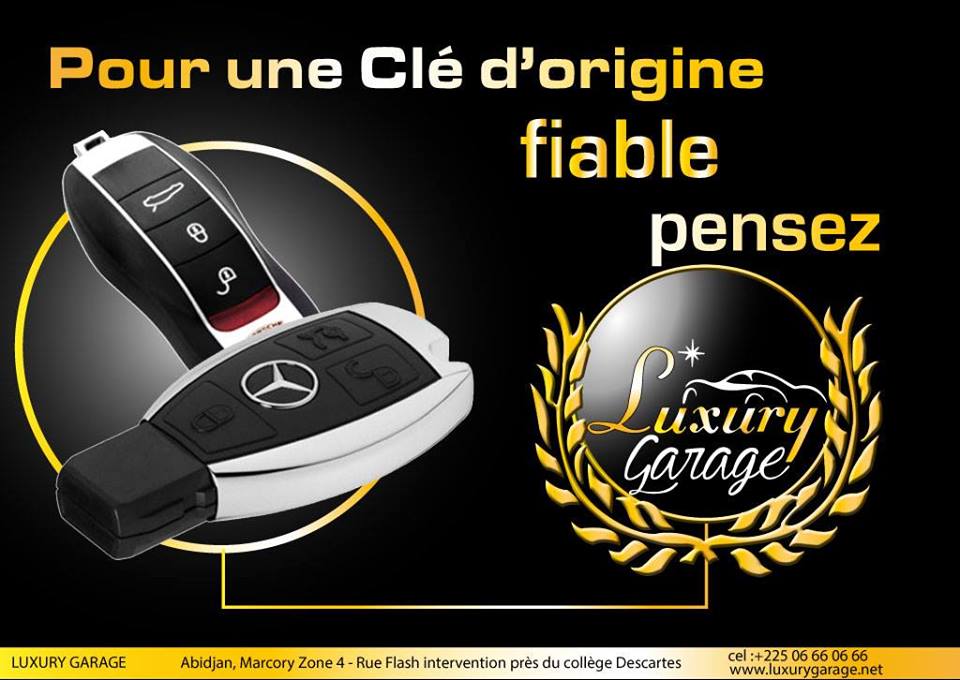 Pour une Clé d'origine
fiable
pensez
Luxury
Garage
LUXURY GARAGE
Abidjan, Marcory Zone 4 - Rue Flash intervention près du collège Descartes
cel :+225 06 66 06 66
www.luxurygarage.net